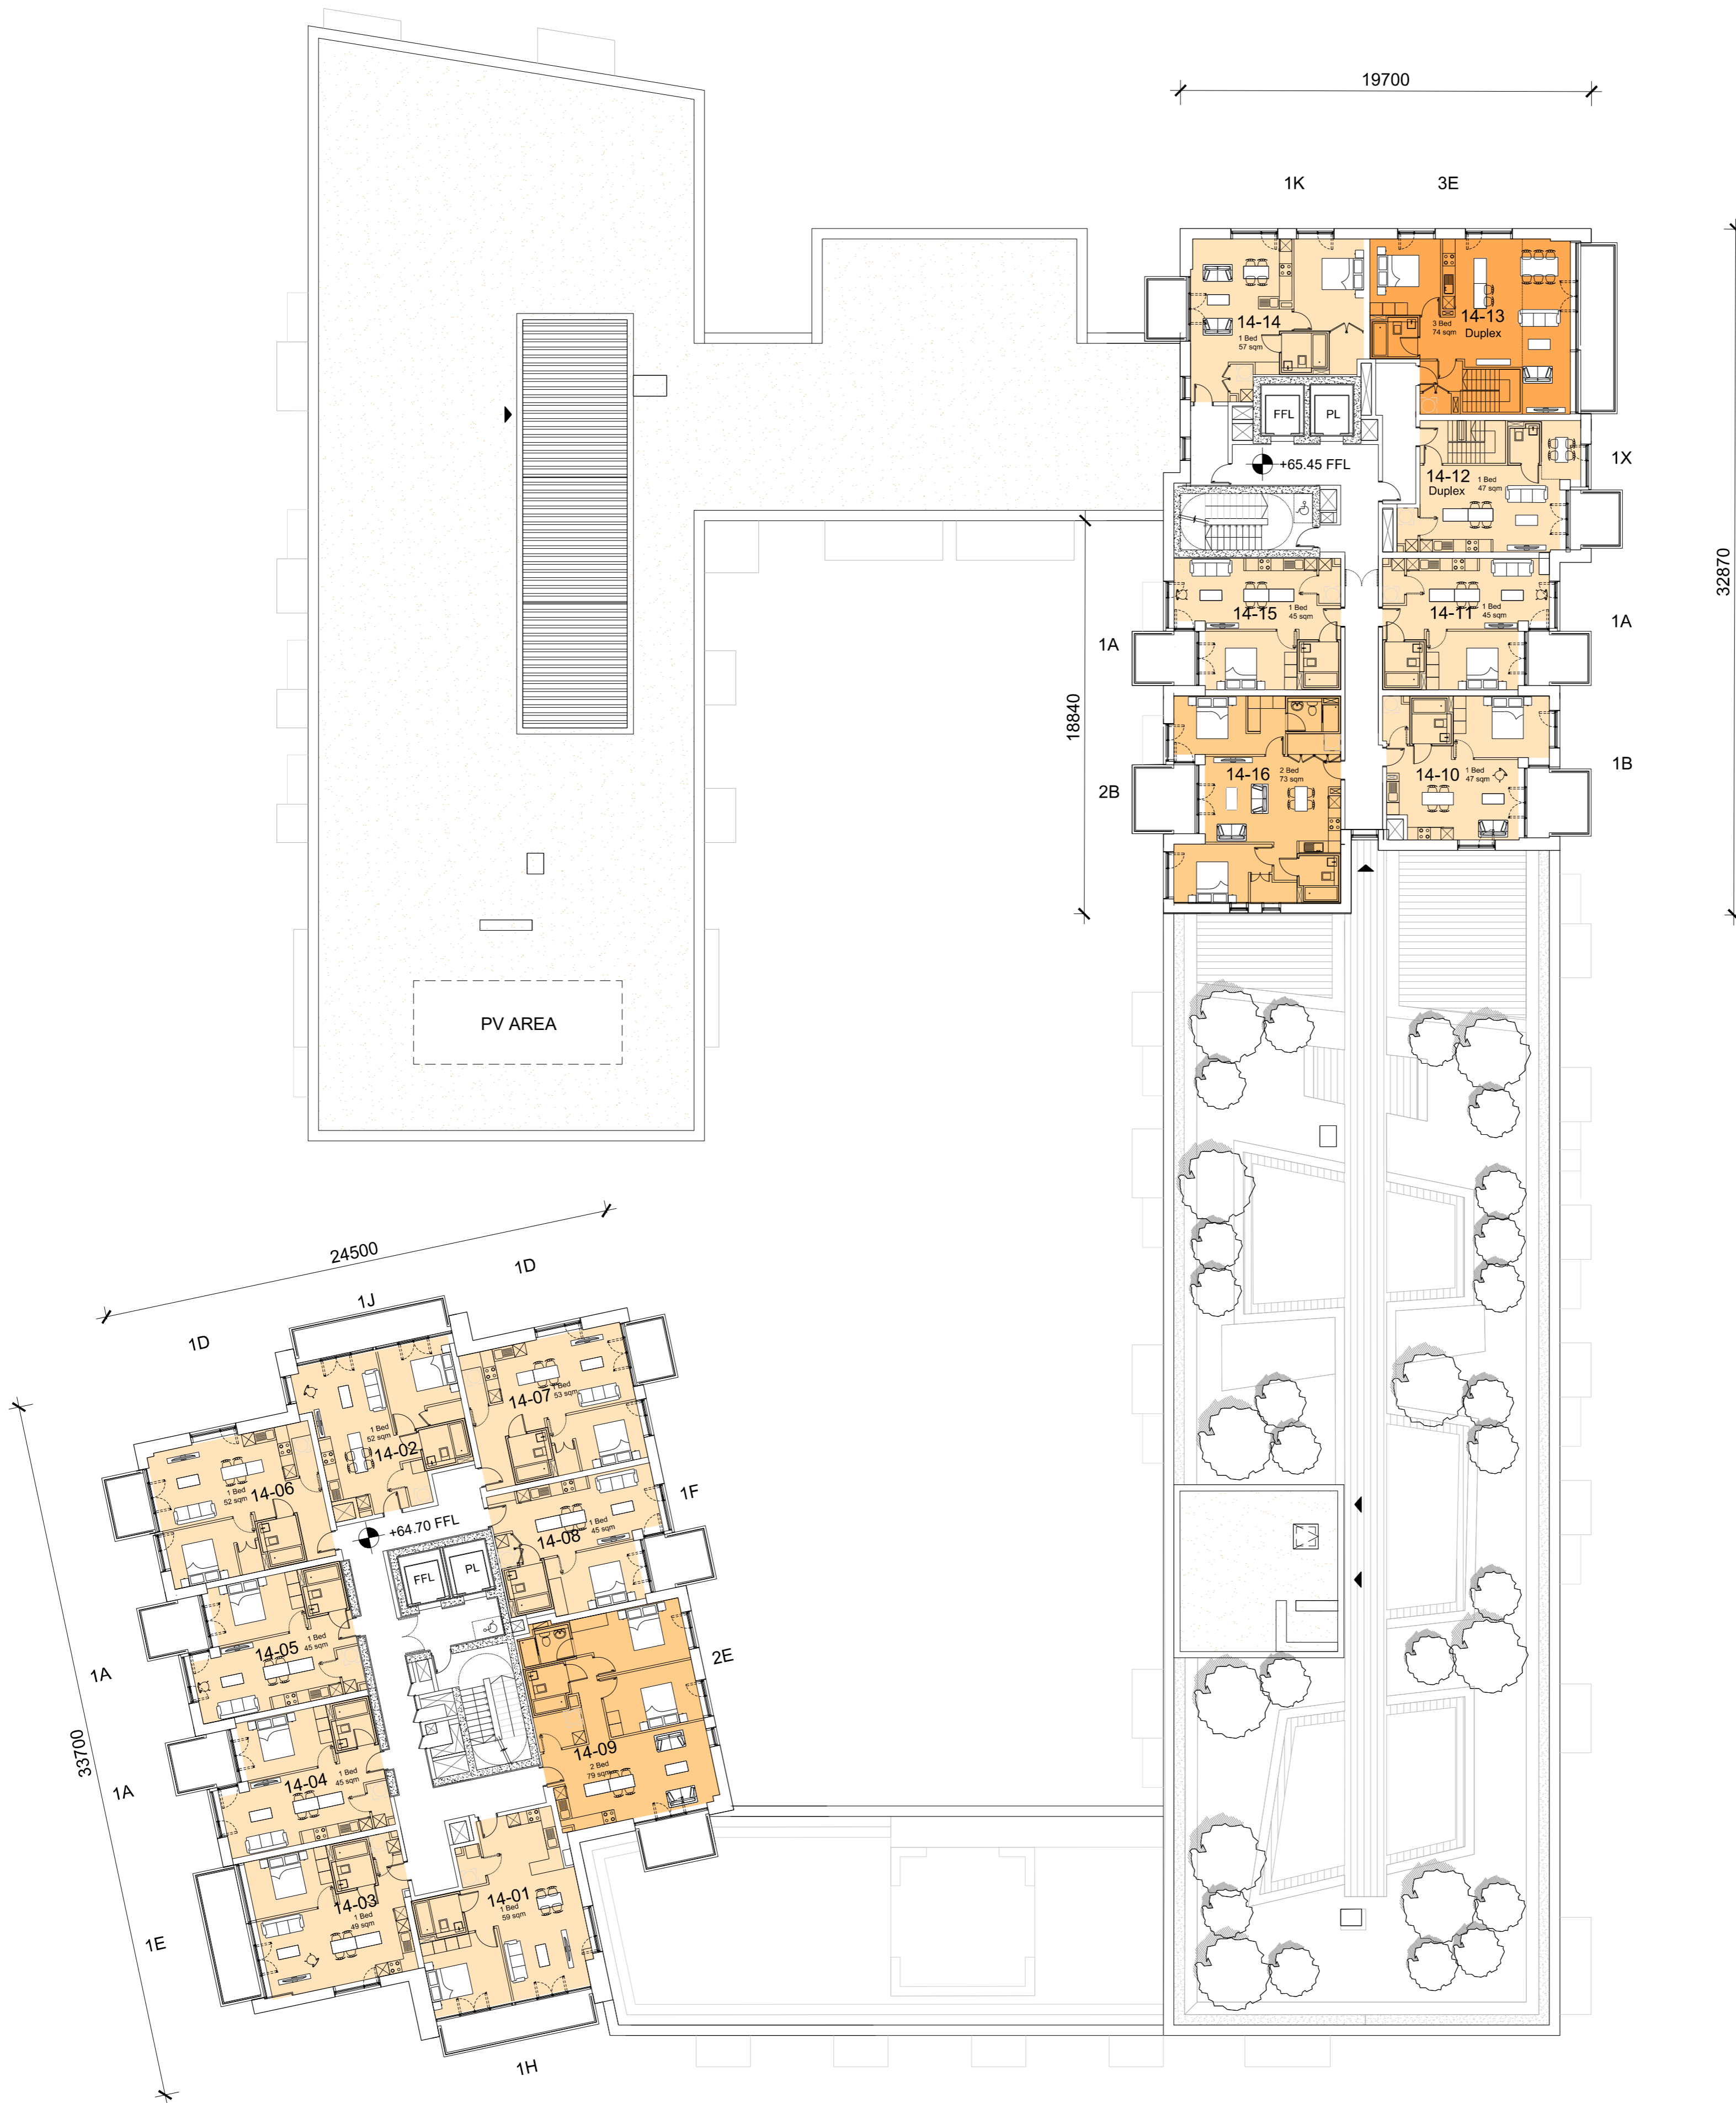 19700
1K
3E
14-14
1 Bed
57 sqm
3 Bed
74 sqm
14-13
Duplex
32870
FFL
PL
+65.45 FFL
14-12
Duplex
1 Bed
47 sqm
1X
14-15
1 Bed
45 sqm
14-11
1 Bed
45 sqm
1A
1A
18840
14-16
2 Bed
73 sqm
14-10
1 Bed
47 sqm
2B
1B
PV AREA
24500
1D
1J
1D
14-07
1 Bed
53 sqm
1 Bed
52 sqm
14-02
14-06
1 Bed
52 sqm
1F
+64.70 FFL
14-08
1 Bed
45 sqm
FFL
PL
14-05
1 Bed
45 sqm
1A
2E
33700
14-09
2 Bed
79 sqm
14-04
1 Bed
45 sqm
1A
14-03
1 Bed
49 sqm
14-01
1 Bed
59 sqm
1E
1H